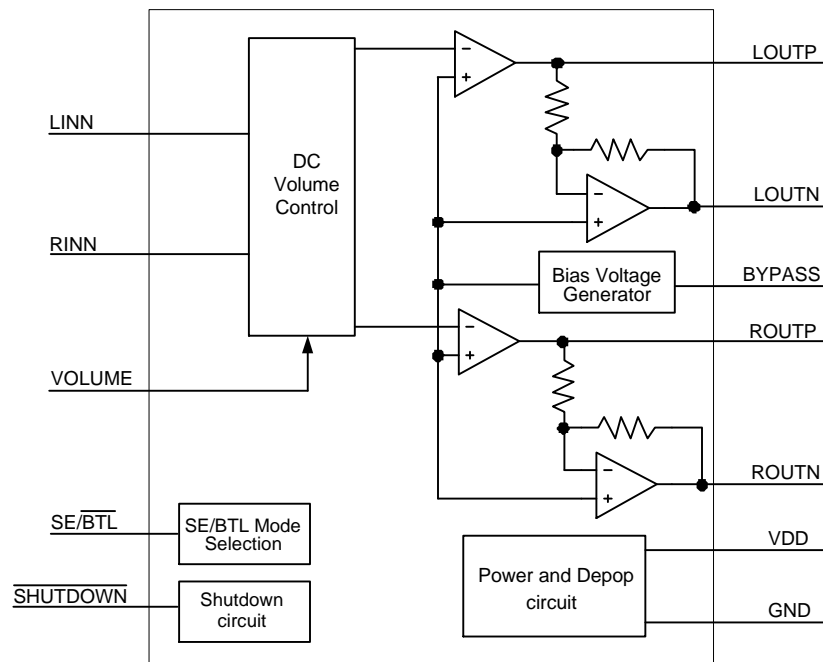 LINN
RINN
VOLUME
SE/BTL
SHUTDOWN
DC
Volume
Control
−
+
−
+
Bias Voltage
Generator
−
+
−
+
SE/BTL Mode
Selection
Shutdown
circuit
Power and Depop
circuit
LOUTP
LOUTN
BYPASS
ROUTP
ROUTN
VDD
GND